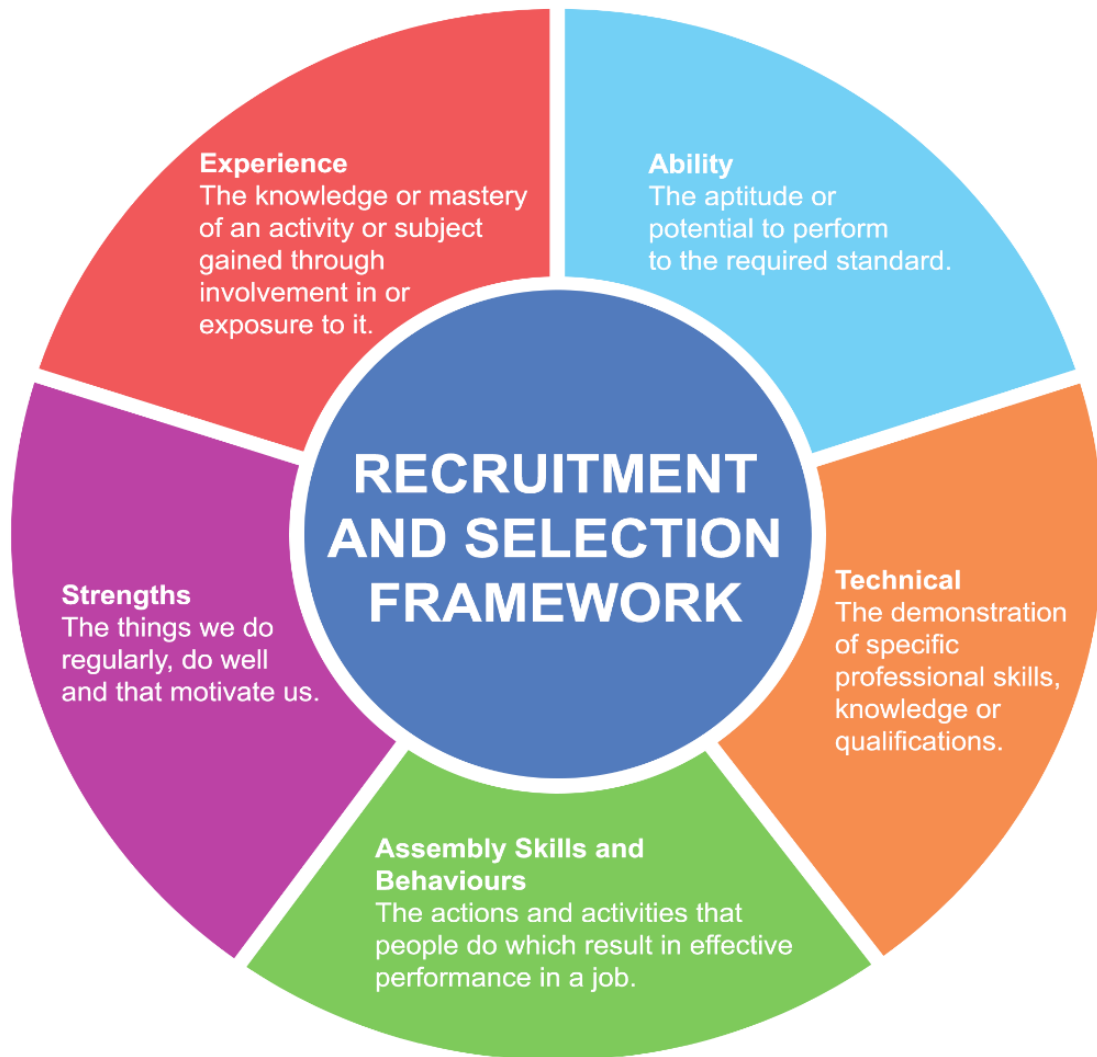 Experience
The knowledge or mastery
of an activity or subject
gained through
involvement in or
exposure to it.
Ability
The aptitude or
potential to perform
to the required standard.
RECRUITMENT
AND SELECTION
FRAMEWORK
Technical
The demonstration
of specific
professional skills,
knowledge or
qualifications.
Strengths
The things we do
regularly, do well
and that motivate us.
Assembly Skills and
Behaviours
The actions and activities that
people do which result in effective
performance in a job.